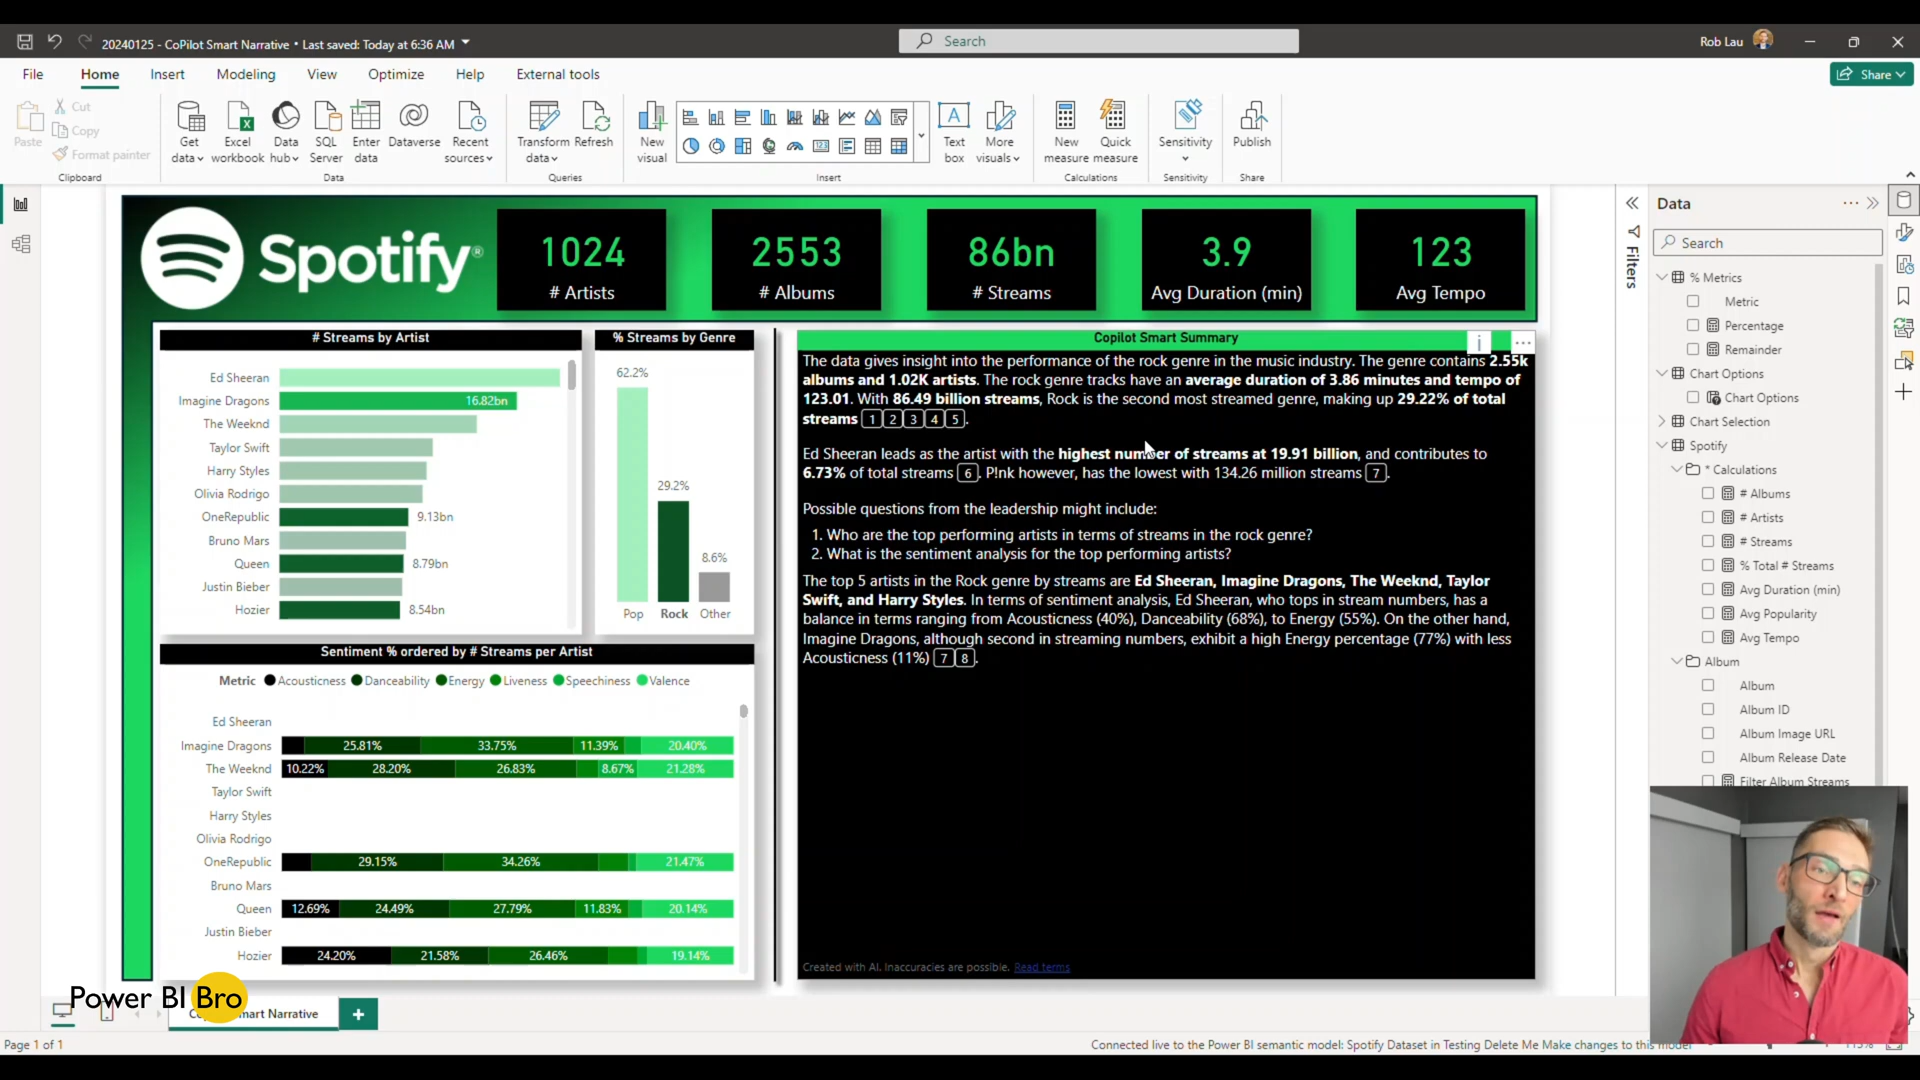 20240125 - CoPilot Smart Narrative • Last saved: Today at 6:36 AM
Search
Rob Lau
File
Home
Insert
Modeling
View
Optimize
Help
External tools
Share
Paste
Cut
Copy
Format painter
Clipboard
Get data
Excel workbook
Data hub
SQL Server
Enter data
Dataverse
Recent sources
Data
Transform data
Refresh
Queries
New visual
Text box
More visuals
Insert
New measure
Quick measure
Calculations
Sensitivity
Sensitivity
Publish
Share
Spotify®
1024
# Artists
2553
# Albums
86bn
# Streams
3.9
Avg Duration (min)
123
Avg Tempo
# Streams by Artist
Ed Sheeran
Imagine Dragons 16.82bn
The Weeknd
Taylor Swift
Harry Styles
Olivia Rodrigo
OneRepublic 9.13bn
Bruno Mars
Queen 8.79bn
Justin Bieber
Hozier 8.54bn
% Streams by Genre
62.2%
29.2%
8.6%
Pop Rock Other
Sentiment % ordered by # Streams per Artist
Metric Acousticness Danceability Energy Liveness Speechiness Valence
Ed Sheeran
Imagine Dragons 25.81% 33.75% 11.39% 20.40%
The Weeknd 10.22% 28.20% 26.83% 8.67% 21.28%
Taylor Swift
Harry Styles
Olivia Rodrigo
OneRepublic 29.15% 34.26% 21.47%
Bruno Mars
Queen 12.69% 24.49% 27.79% 11.83% 20.14%
Justin Bieber
Hozier 24.20% 21.58% 26.46% 19.14%
Copilot Smart Summary
The data gives insight into the performance of the rock genre in the music industry. The genre contains 2.55k
albums and 1.02K artists. The rock genre tracks have an average duration of 3.86 minutes and tempo of
123.01. With 86.49 billion streams, Rock is the second most streamed genre, making up 29.22% of total
streams 1 2 3 4 5.
Ed Sheeran leads as the artist with the highest number of streams at 19.91 billion, and contributes to
6.73% of total streams 6. P!nk however, has the lowest with 134.26 million streams 7.
Possible questions from the leadership might include:
1. Who are the top performing artists in terms of streams in the rock genre?
2. What is the sentiment analysis for the top performing artists?
The top 5 artists in the Rock genre by streams are Ed Sheeran, Imagine Dragons, The Weeknd, Taylor
Swift, and Harry Styles. In terms of sentiment analysis, Ed Sheeran, who tops in stream numbers, has a
balance in terms ranging from Acousticness (40%), Danceability (68%), to Energy (55%). On the other hand,
Imagine Dragons, although second in streaming numbers, exhibit a high Energy percentage (77%) with less
Acousticness (11%) 7 8.
Created with AI. Inaccuracies are possible. Read terms
Filters
Data
Search
% Metrics
Metric
Percentage
Remainder
Chart Options
Chart Options
Chart Selection
Spotify
* Calculations
# Albums
# Artists
# Streams
% Total # Streams
Avg Duration (min)
Avg Popularity
Avg Tempo
Album
Album
Album ID
Album Image URL
Album Release Date
Filter Album Streams
Power BI Bro
Smart Narrative
Page 1 of 1
Connected live to the Power BI semantic model: Spotify Dataset in Testing Delete Me Make changes to this model